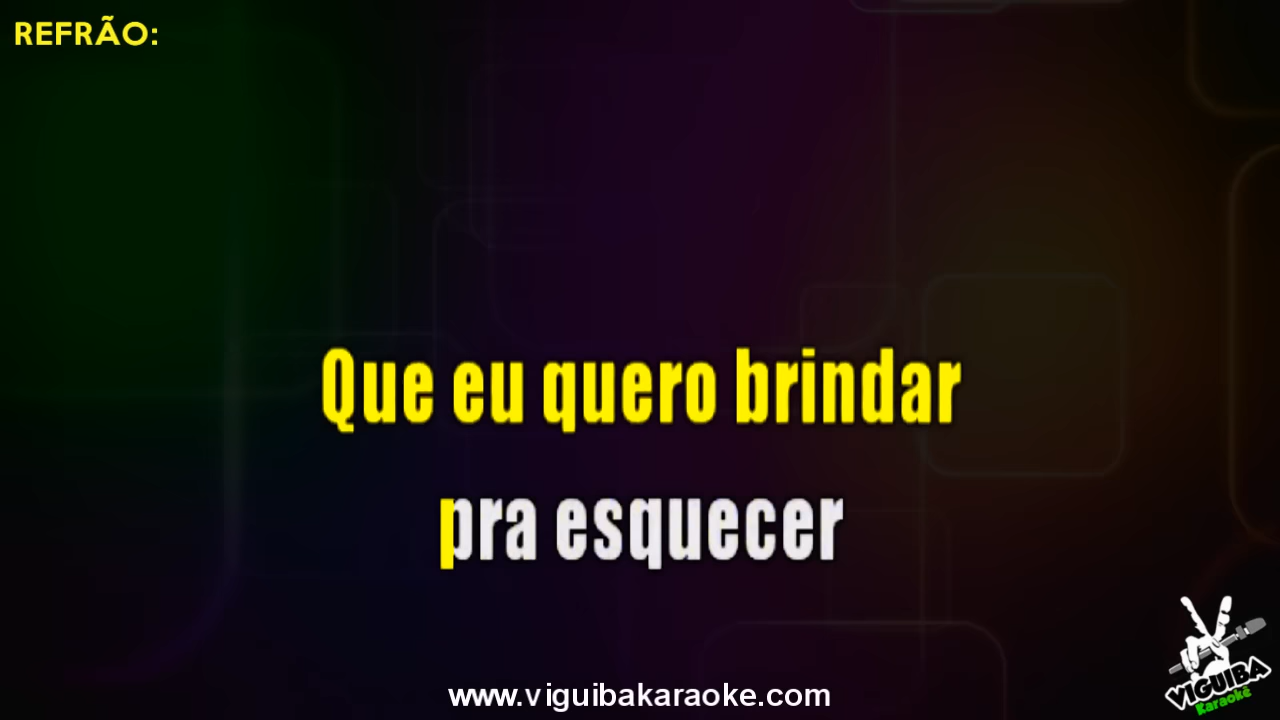 REFRÃO:
Que eu quero brindar
pra esquecer
www.viguibakaraoke.com
VIGUIBA
Karaokê